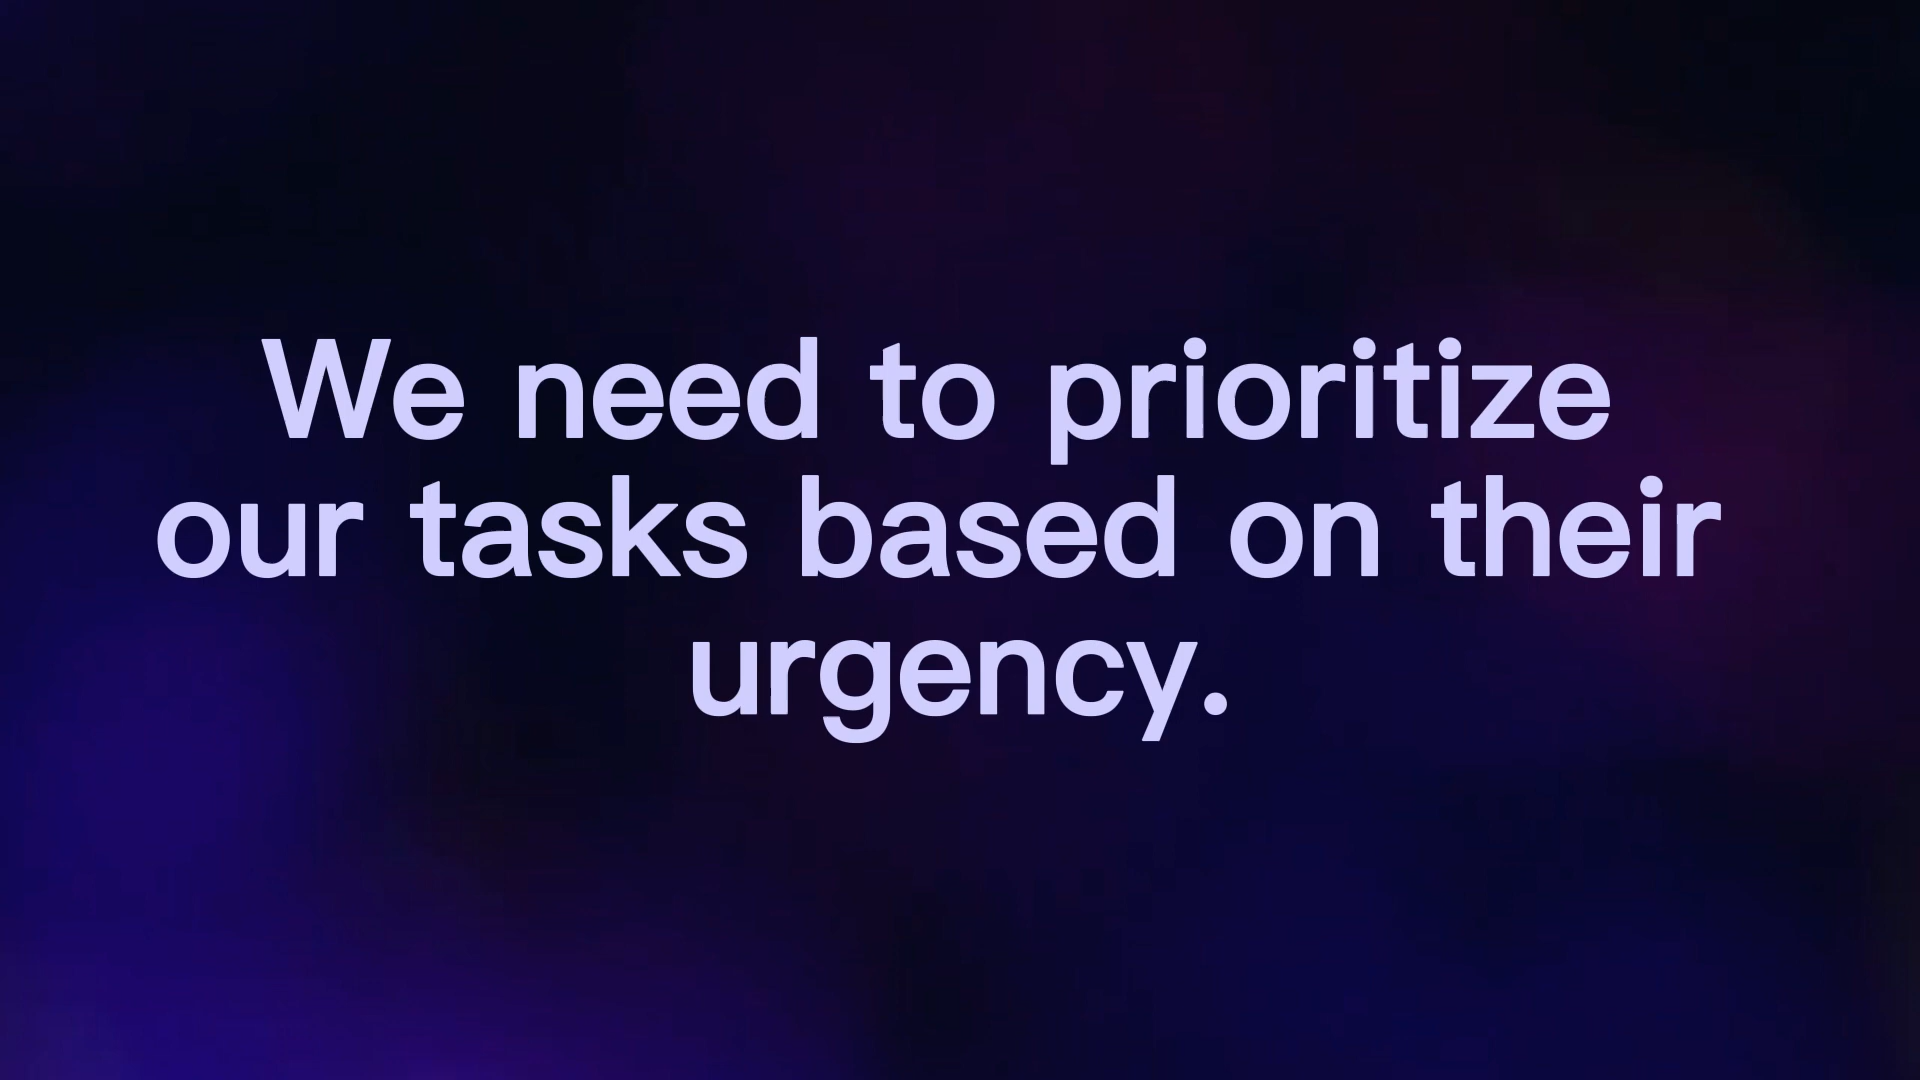 We need to prioritize
our tasks based on their
urgency.